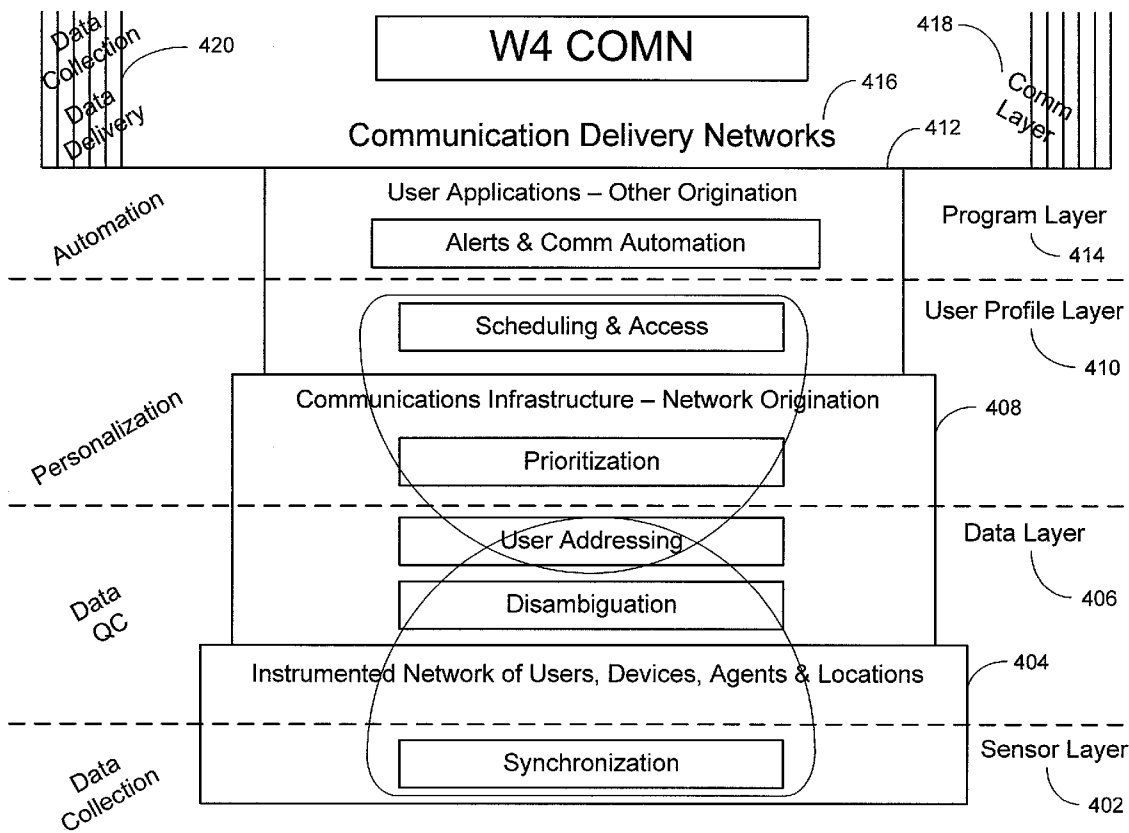 Data
Collection
420
Data
Delivery
W4 COMN
418
Comm
Layer
416
Communication Delivery Networks
412
Automation
User Applications – Other Origination
Alerts & Comm Automation
Program Layer
414
Personalization
Scheduling & Access
User Profile Layer
410
Communications Infrastructure – Network Origination
408
Prioritization
Data
QC
User Addressing
Disambiguation
Data Layer
406
Instrumented Network of Users, Devices, Agents & Locations
404
Data
Collection
Synchronization
Sensor Layer
402